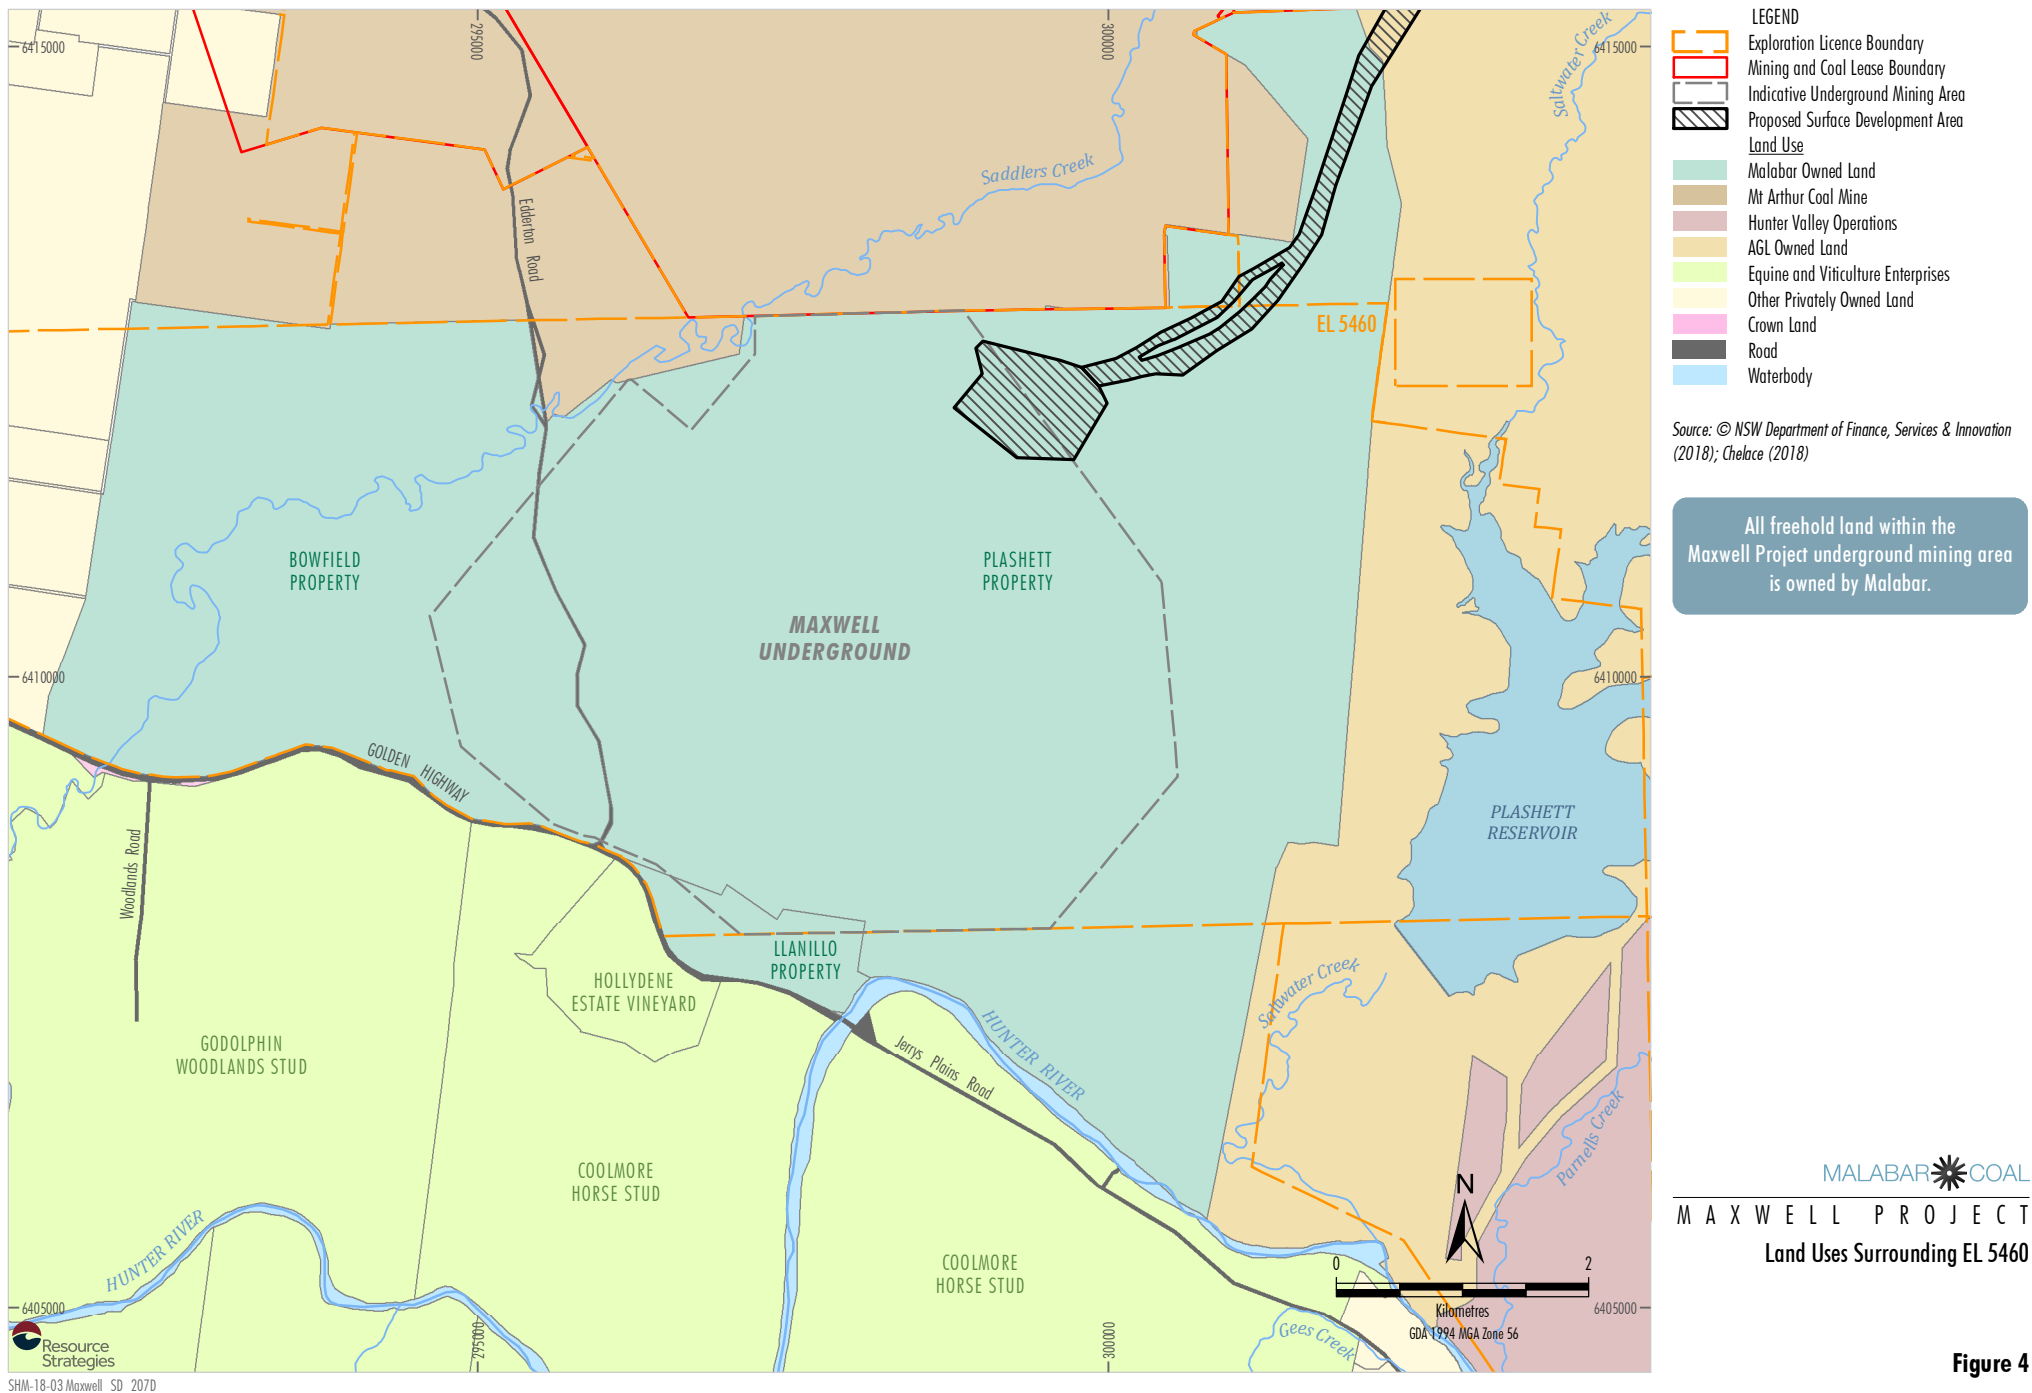 6415000
295000
300000
6415000
Saltwater Creek
Saddlers Creek
Edderton Road
EL 5460
BOWFIELD
PROPERTY
PLASHETT
PROPERTY
MAXWELL
UNDERGROUND
6410000
6410000
GOLDEN HIGHWAY
PLASHETT
RESERVOIR
Woodlands Road
LLANILLO
PROPERTY
HOLLYDENE
ESTATE VINEYARD
Saltwater Creek
GODOLPHIN
WOODLANDS STUD
HUNTER RIVER
Jerrys Plains Road
Parnells Creek
COOLMORE
HORSE STUD
HUNTER RIVER
COOLMORE
HORSE STUD
N
0 2
Kilometres
GDA 1994 MGA Zone 56
Gees Creek
6405000
6405000
295000
300000
Resource
Strategies
SHM-18-03 Maxwell_SD_207D
LEGEND
Exploration Licence Boundary
Mining and Coal Lease Boundary
Indicative Underground Mining Area
Proposed Surface Development Area
Land Use
Malabar Owned Land
Mt Arthur Coal Mine
Hunter Valley Operations
AGL Owned Land
Equine and Viticulture Enterprises
Other Privately Owned Land
Crown Land
Road
Waterbody
Source: © NSW Department of Finance, Services & Innovation
(2018); Chelace (2018)
All freehold land within the
Maxwell Project underground mining area
is owned by Malabar.
MALABAR COAL
MAXWELL PROJECT
Land Uses Surrounding EL 5460
Figure 4